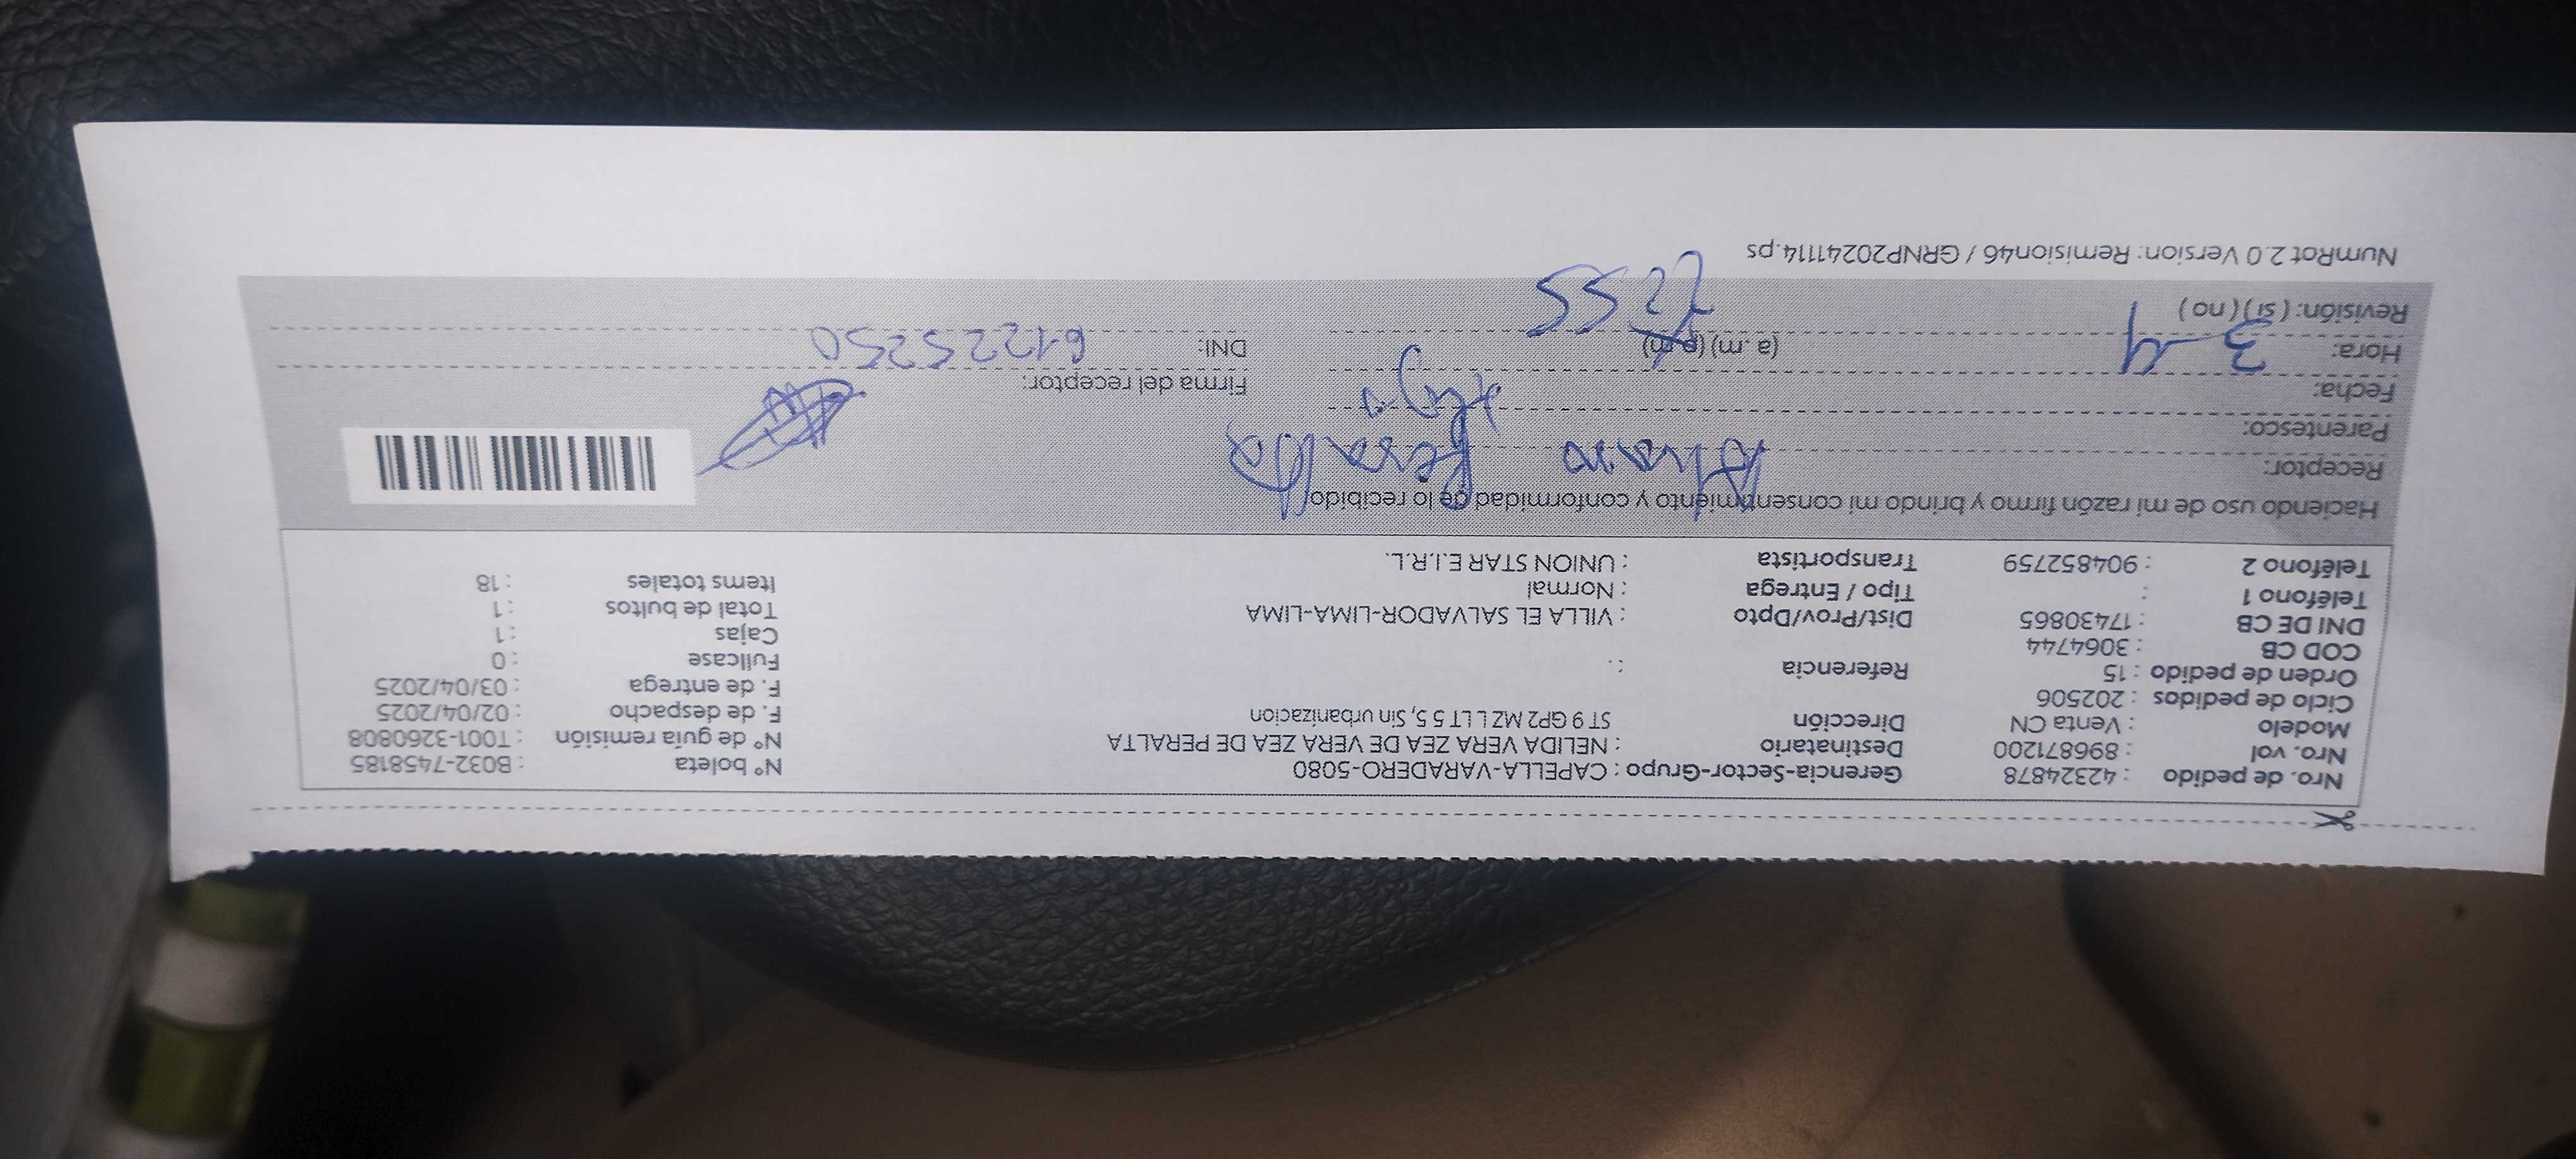 Nro. de pedido : 42324878 Gerencia-Sector-Grupo : CAPELLA-VARADERO-5080 N° boleta : B032-7458185
Nro. vol : 896871200 Destinatario : NELIDA VERA ZEA DE VERA ZEA DE PERALTA N° de guía remisión : T001-3260808
Modelo : Venta CN Dirección ST 9 GP2 MZ L LT 5 5, Sin urbanizacion F. de despacho : 02/04/2025
Ciclo de pedidos : 202506 F. de entrega : 03/04/2025
Orden de pedido : 15 Referencia : Fullcase : 0
COD CB : 3064744 Cajas : 1
DNI DE CB : 17430865 Dist/Prov/Dpto : VILLA EL SALVADOR-LIMA-LIMA Total de bultos : 1
Teléfono 1 : Tipo / Entrega : Normal Items totales : 18
Teléfono 2 : 904852759 Transportista : UNION STAR E.I.R.L.
Haciendo uso de mi razón firmo y brindo mi consentimiento y conformidad de lo recibido
Receptor: Alvaro Peralta
Parentesco: Hijo
Fecha: 3-4 Firma del receptor:
Hora: (a. m) (p. m) 1255 DNI: 61225250
Revisión: ( si ) ( no )
NumRot 2.0 Version: Remision46 / GRNP20241114.ps